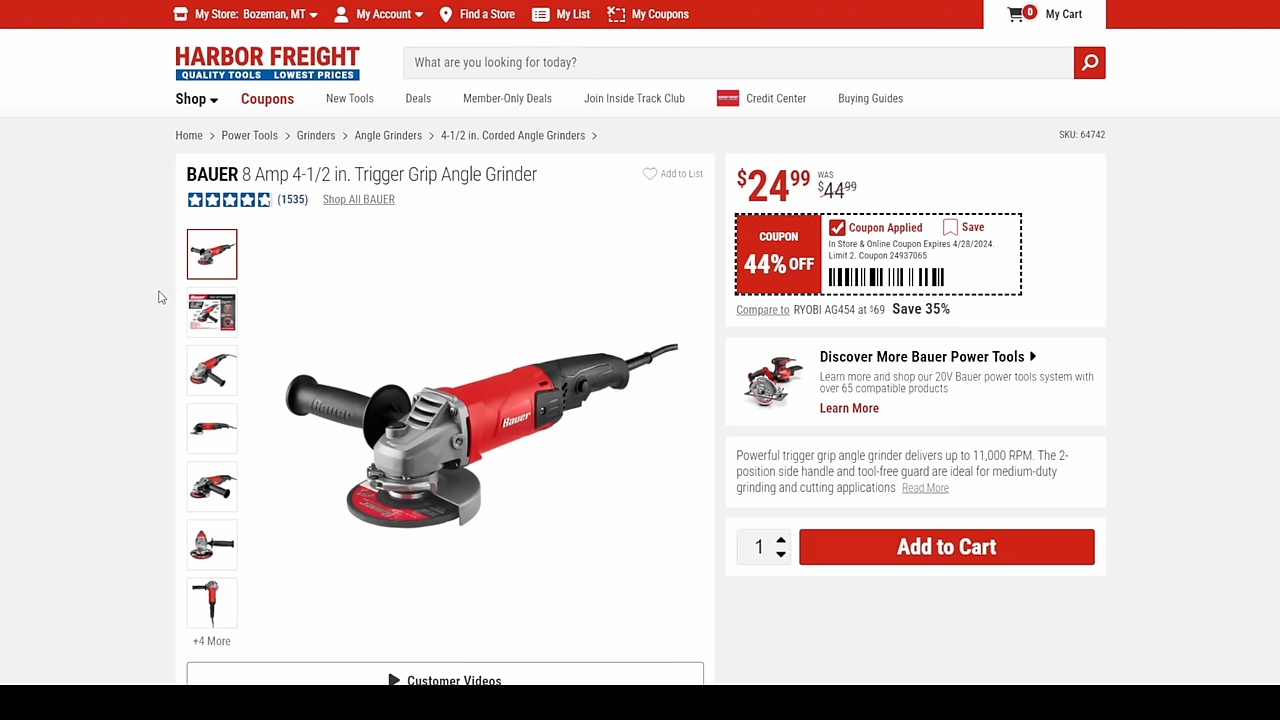 My Store: Bozeman, MT
My Account
Find a Store
My List
My Coupons
0
My Cart
HARBOR FREIGHT
QUALITY TOOLS LOWEST PRICES
What are you looking for today?
Shop
Coupons
New Tools
Deals
Member-Only Deals
Join Inside Track Club
Credit Center
Buying Guides
Home > Power Tools > Grinders > Angle Grinders > 4-1/2 in. Corded Angle Grinders >
SKU: 64742
BAUER 8 Amp 4-1/2 in. Trigger Grip Angle Grinder
Add to List
(1535)
Shop All BAUER
Bauer
+4 More
Customer Videos
$24 99
WAS
$44 99
COUPON
44% OFF
Coupon Applied
Save
In Store & Online Coupon Expires 4/28/2024.
Limit 2. Coupon 24937065
Compare to RYOBI AG454 at $69 Save 35%
Discover More Bauer Power Tools
Learn more and shop our 20V Bauer power tools system with
over 65 compatible products
Learn More
Powerful trigger grip angle grinder delivers up to 11,000 RPM. The 2-
position side handle and tool-free guard are ideal for medium-duty
grinding and cutting applications Read More
1
Add to Cart